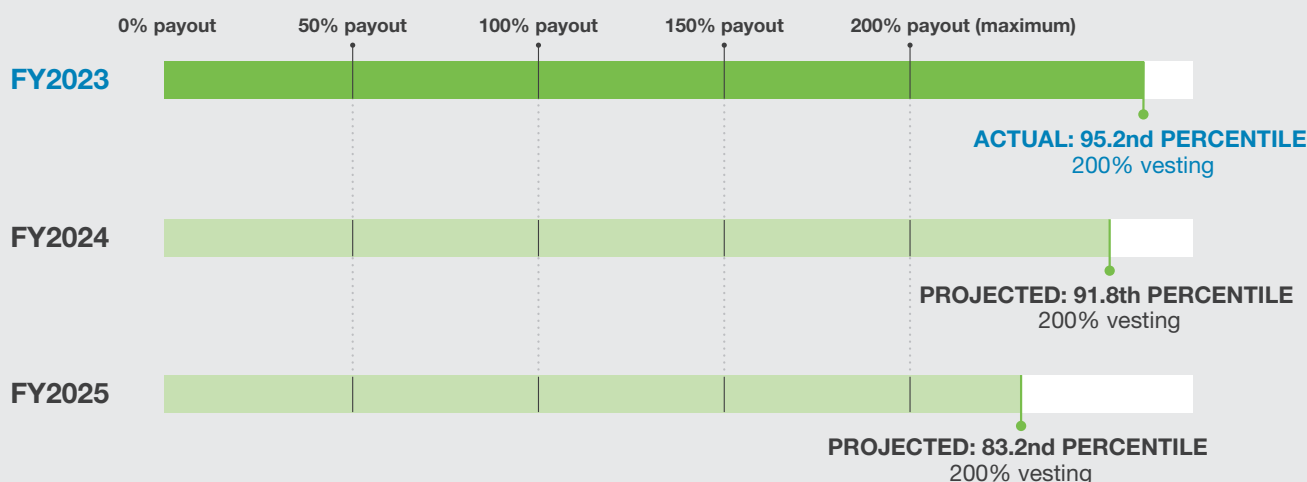 0% payout 50% payout 100% payout 150% payout 200% payout (maximum)
FY2023
ACTUAL: 95.2nd PERCENTILE
200% vesting
FY2024
PROJECTED: 91.8th PERCENTILE
200% vesting
FY2025
PROJECTED: 83.2nd PERCENTILE
200% vesting